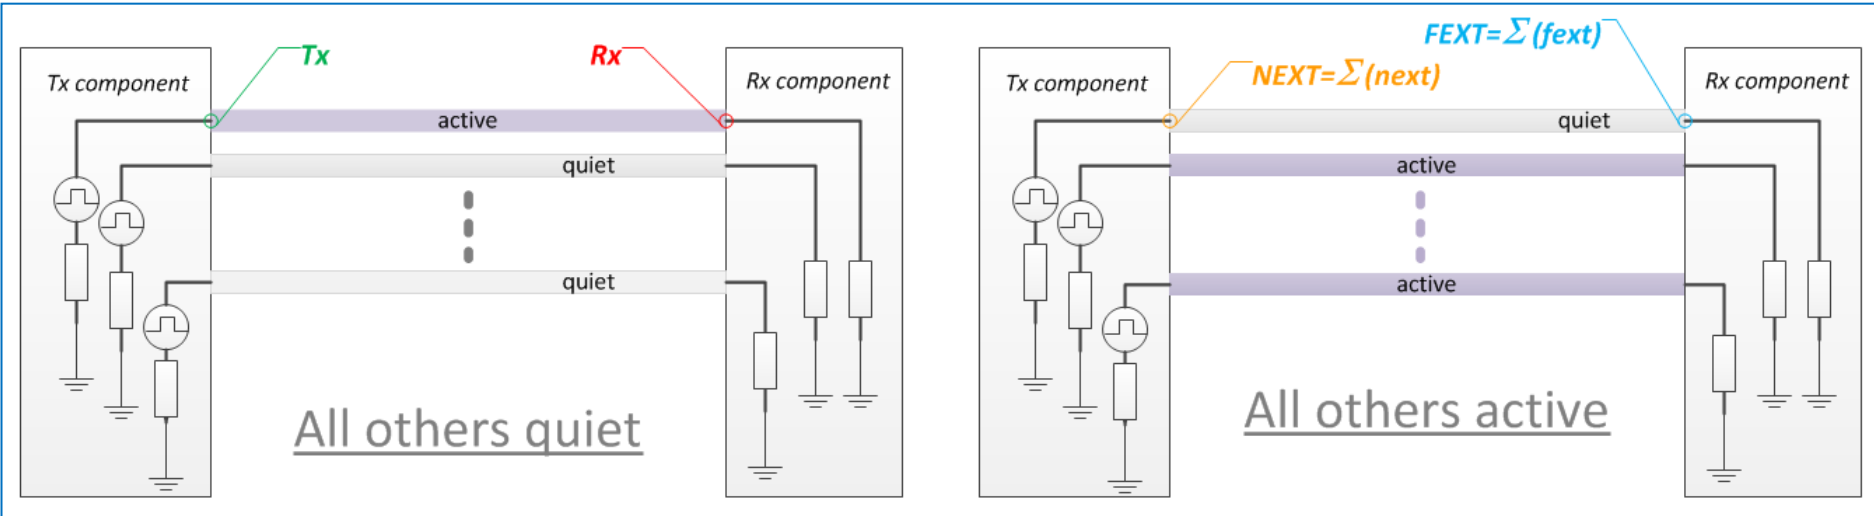 Tx
Rx
Tx component
Rx component
active
quiet
quiet
All others quiet
FEXT=Σ(fext)
NEXT=Σ(next)
Tx component
Rx component
quiet
active
active
All others active